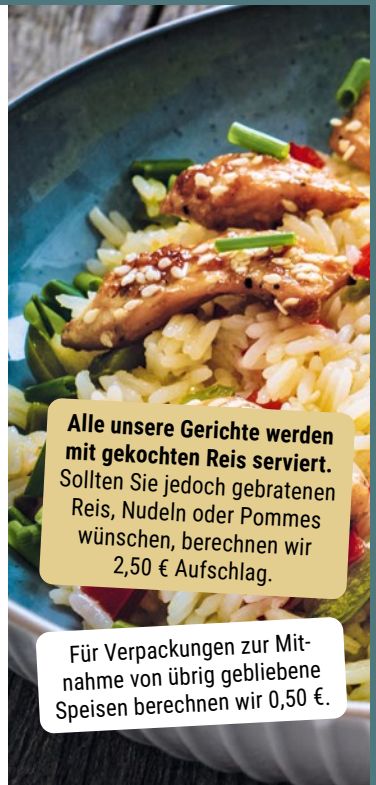 Alle unsere Gerichte werden
mit gekochten Reis serviert.
Sollten Sie jedoch gebratenen
Reis, Nudeln oder Pommes
wünschen, berechnen wir
2,50 € Aufschlag.
Für Verpackungen zur Mit-
nahme von übrig gebliebene
Speisen berechnen wir 0,50 €.